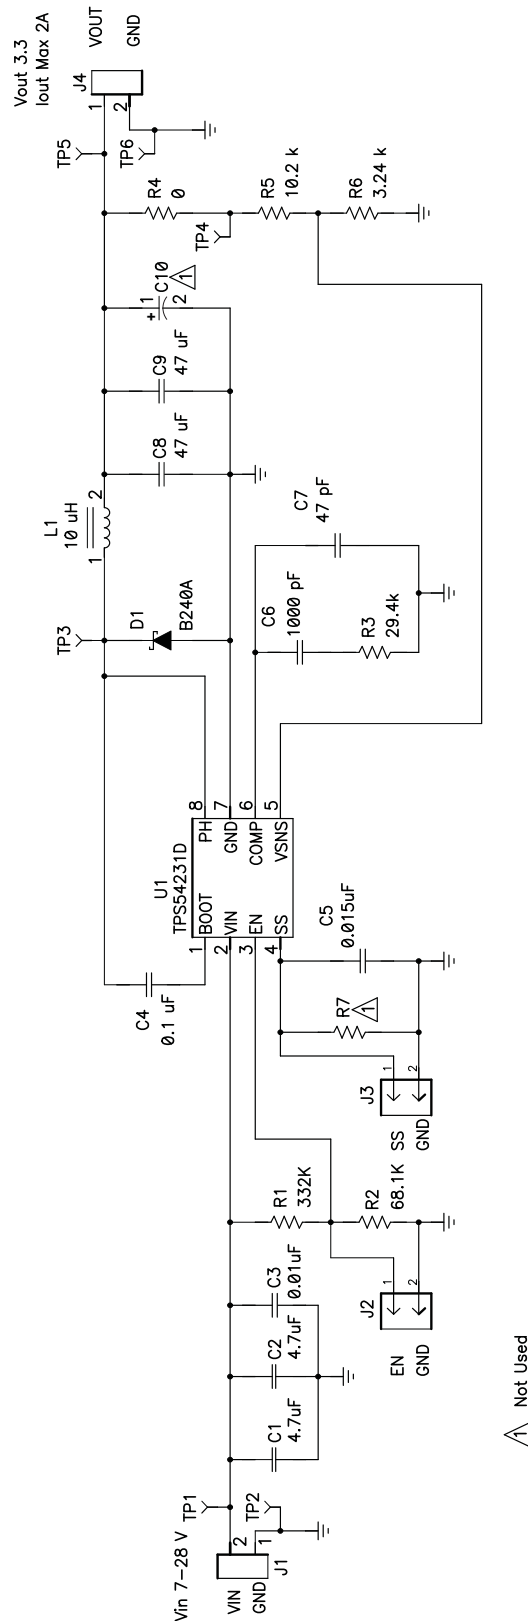 Vin 7-28 V
VIN
GND
2
1
J1
TP1
TP2
C1
4.7uF
C2
4.7uF
C3
0.01uF
R1
332K
R2
68.1K
J2
1
2
EN
GND
J3
1
2
SS
GND
R7
1
C5
0.015uF
C4
0.1 uF
U1
TPS54231D
1
BOOT
2
VIN
3
EN
4
SS
8
PH
7
GND
6
COMP
5
VSNS
TP3
D1
B240A
L1
10 uH
1
2
C6
1000 pF
R3
29.4k
C7
47 pF
C8
47 uF
C9
47 uF
C10
+
1
2
1
R4
0
TP4
R5
10.2 k
R6
3.24 k
TP5
TP6
J4
1
2
VOUT
GND
Vout 3.3
Iout Max 2A
1 Not Used